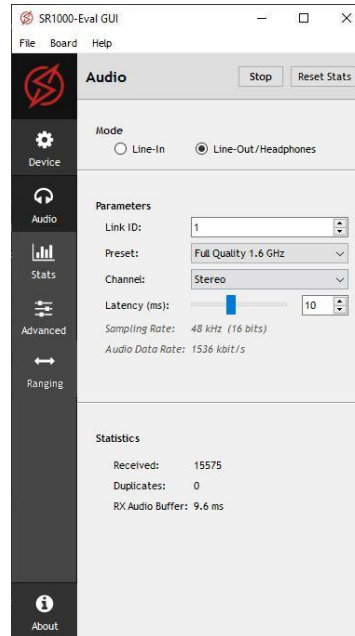 SR1000-Eval GUI
File Board Help
Audio
Stop
Reset Stats
Device
Audio
Stats
Advanced
Ranging
About
Mode
Line-In
Line-Out/Headphones
Parameters
Link ID: 1
Preset: Full Quality 1.6 GHz
Channel: Stereo
Latency (ms): 10
Sampling Rate: 48 kHz (16 bits)
Audio Data Rate: 1536 kbit/s
Statistics
Received: 15575
Duplicates: 0
RX Audio Buffer: 9.6 ms